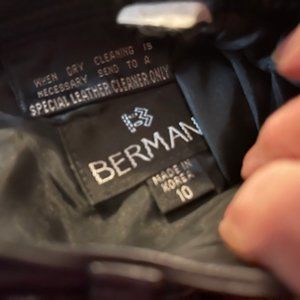 WHEN DRY CLEANING IS
NECESSARY SEND TO A
SPECIAL LEATHER CLEANER ONLY
BERMAN
MADE IN
KOREA
10